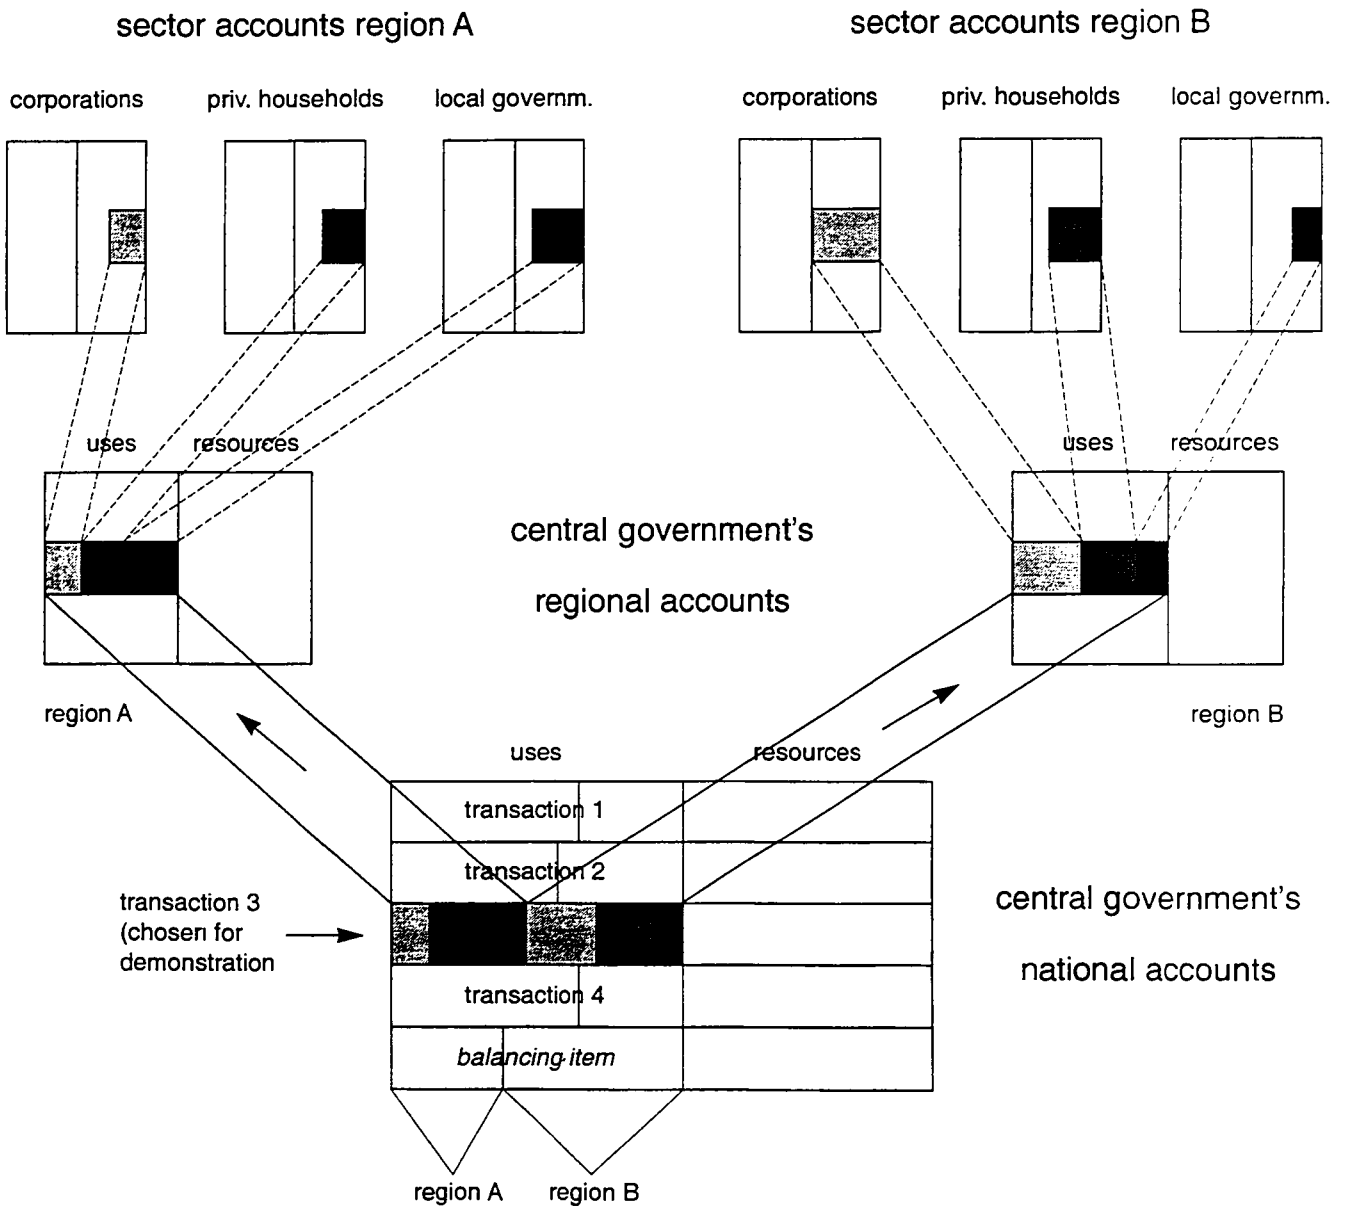 sector accounts region A
sector accounts region B
corporations
priv. households
local governm.
corporations
priv. households
local governm.
uses
resources
uses
resources
central government's
regional accounts
region A
region B
uses
resources
transaction 1
transaction 2
transaction 3
(chosen for
demonstration
central government's
national accounts
transaction 4
balancing item
region A
region B